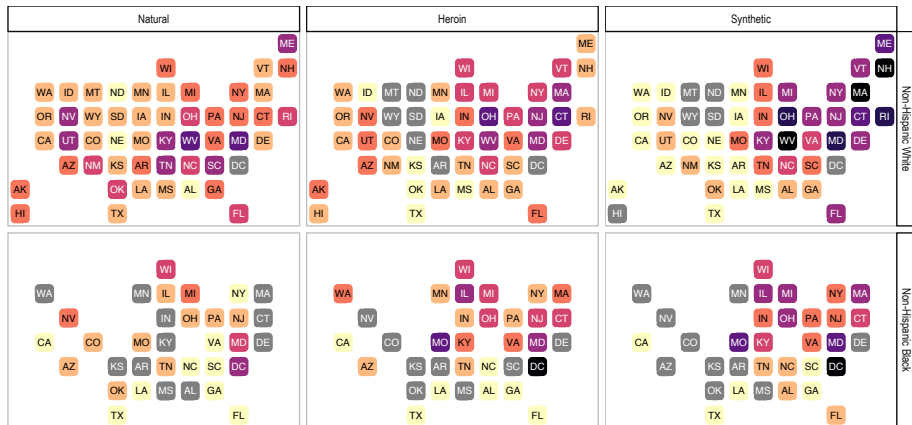 Natural
Heroin
Synthetic
Non-Hispanic White
ME
WI VT NH
WA ID MT ND MN IL MI NY MA
OR NV WY SD IA IN OH PA NJ CT RI
CA UT CO NE MO KY WV VA MD DE
AZ NM KS AR TN NC SC DC
AK OK LA MS AL GA
HI TX FL
ME
WI VT NH
WA ID MT ND MN IL MI NY MA
OR NV WY SD IA IN OH PA NJ CT RI
CA UT CO NE MO KY WV VA MD DE
AZ NM KS AR TN NC SC DC
AK OK LA MS AL GA
HI TX FL
ME
WI VT NH
WA ID MT ND MN IL MI NY MA
OR NV WY SD IA IN OH PA NJ CT RI
CA UT CO NE MO KY WV VA MD DE
AZ NM KS AR TN NC SC DC
AK OK LA MS AL GA
HI TX FL
Non-Hispanic Black
WI
WA MN IL MI NY MA
NV IN OH PA NJ CT
CA CO MO KY VA MD DE
AZ KS AR TN NC SC DC
OK LA MS AL GA
TX FL
WI
WA MN IL MI NY MA
NV IN OH PA NJ CT
CA CO MO KY VA MD DE
AZ KS AR TN NC SC DC
OK LA MS AL GA
TX FL
WI
WA MN IL MI NY MA
NV IN OH PA NJ CT
CA CO MO KY VA MD DE
AZ KS AR TN NC SC DC
OK LA MS AL GA
TX FL